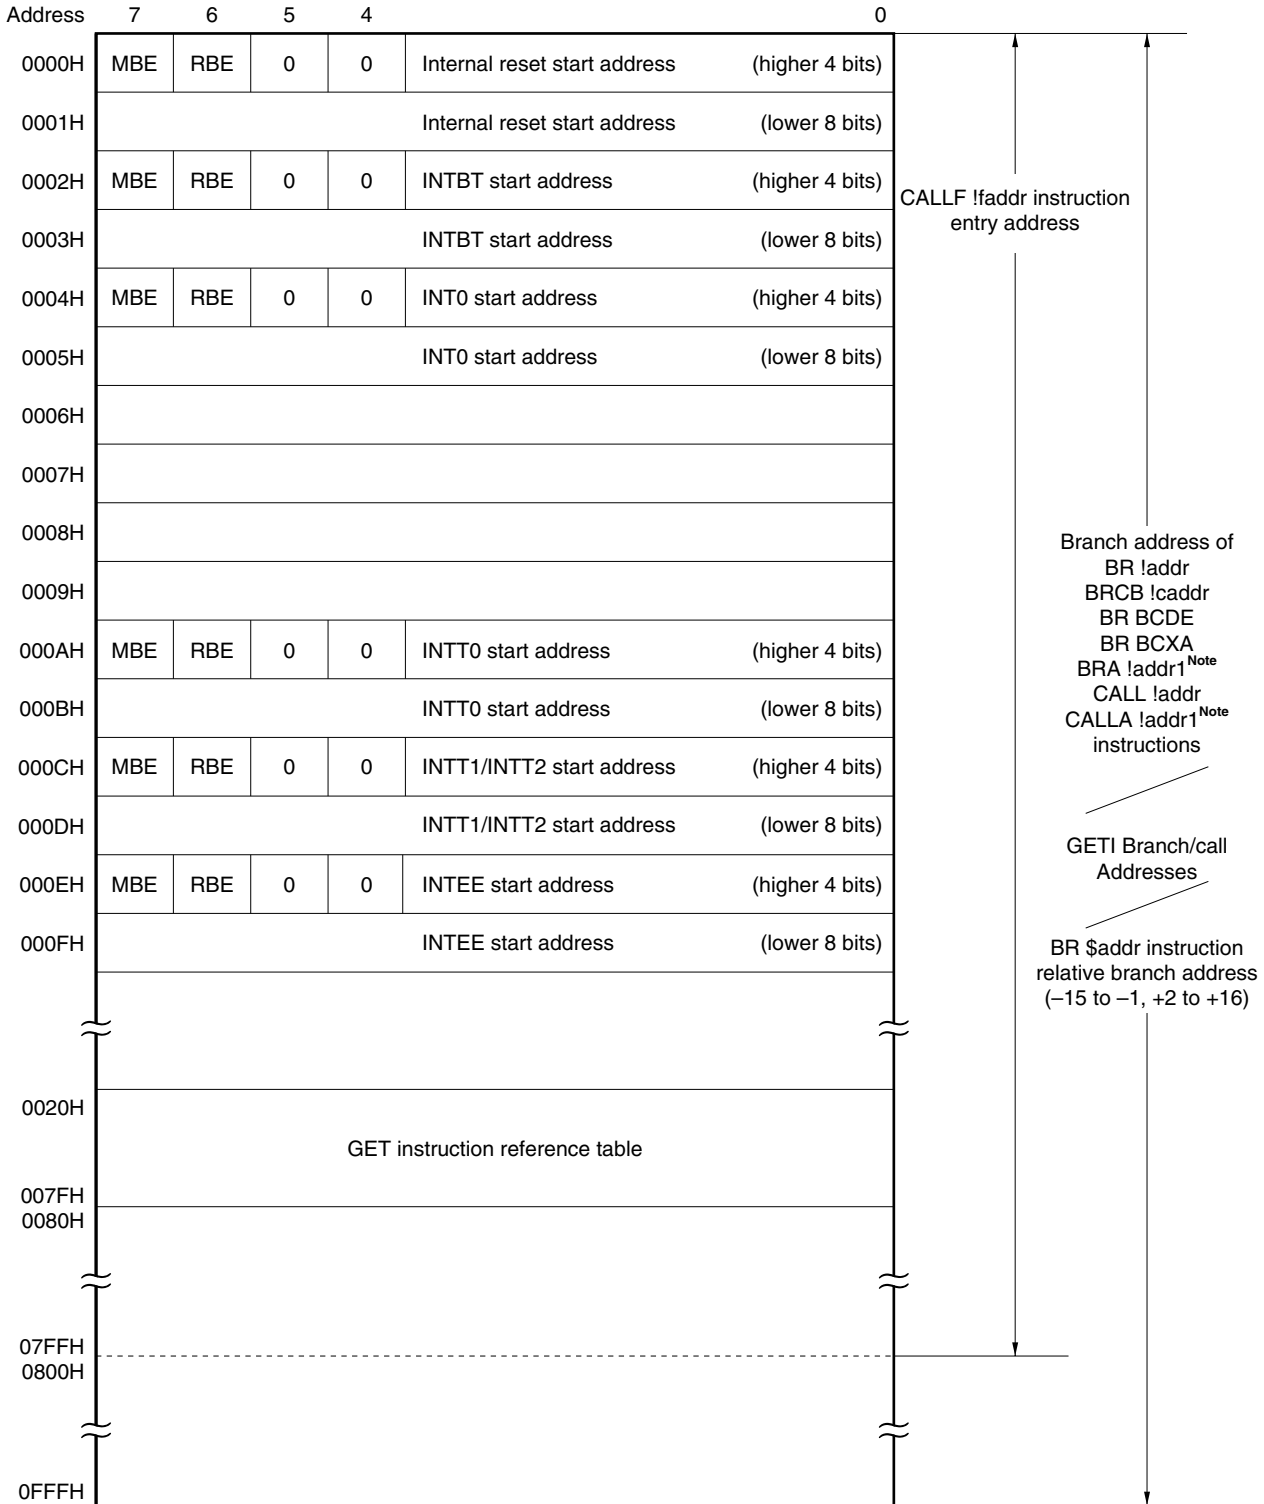 Address 7 6 5 4 0
0000H MBE RBE 0 0 Internal reset start address (higher 4 bits)
0001H Internal reset start address (lower 8 bits)
0002H MBE RBE 0 0 INTBT start address (higher 4 bits)
0003H INTBT start address (lower 8 bits)
0004H MBE RBE 0 0 INT0 start address (higher 4 bits)
0005H INT0 start address (lower 8 bits)
0006H
0007H
0008H
0009H
000AH MBE RBE 0 0 INTT0 start address (higher 4 bits)
000BH INTT0 start address (lower 8 bits)
000CH MBE RBE 0 0 INTT1/INTT2 start address (higher 4 bits)
000DH INTT1/INTT2 start address (lower 8 bits)
000EH MBE RBE 0 0 INTEE start address (higher 4 bits)
000FH INTEE start address (lower 8 bits)
0020H
GET instruction reference table
007FH
0080H
07FFH
0800H
0FFFH
CALLF !faddr instruction
entry address
Branch address of
BR !addr
BRCB !caddr
BR BCDE
BR BCXA
BRA !addr1Note
CALL !addr
CALLA !addr1Note
instructions
GETI Branch/call
Addresses
BR $addr instruction
relative branch address
(–15 to –1, +2 to +16)